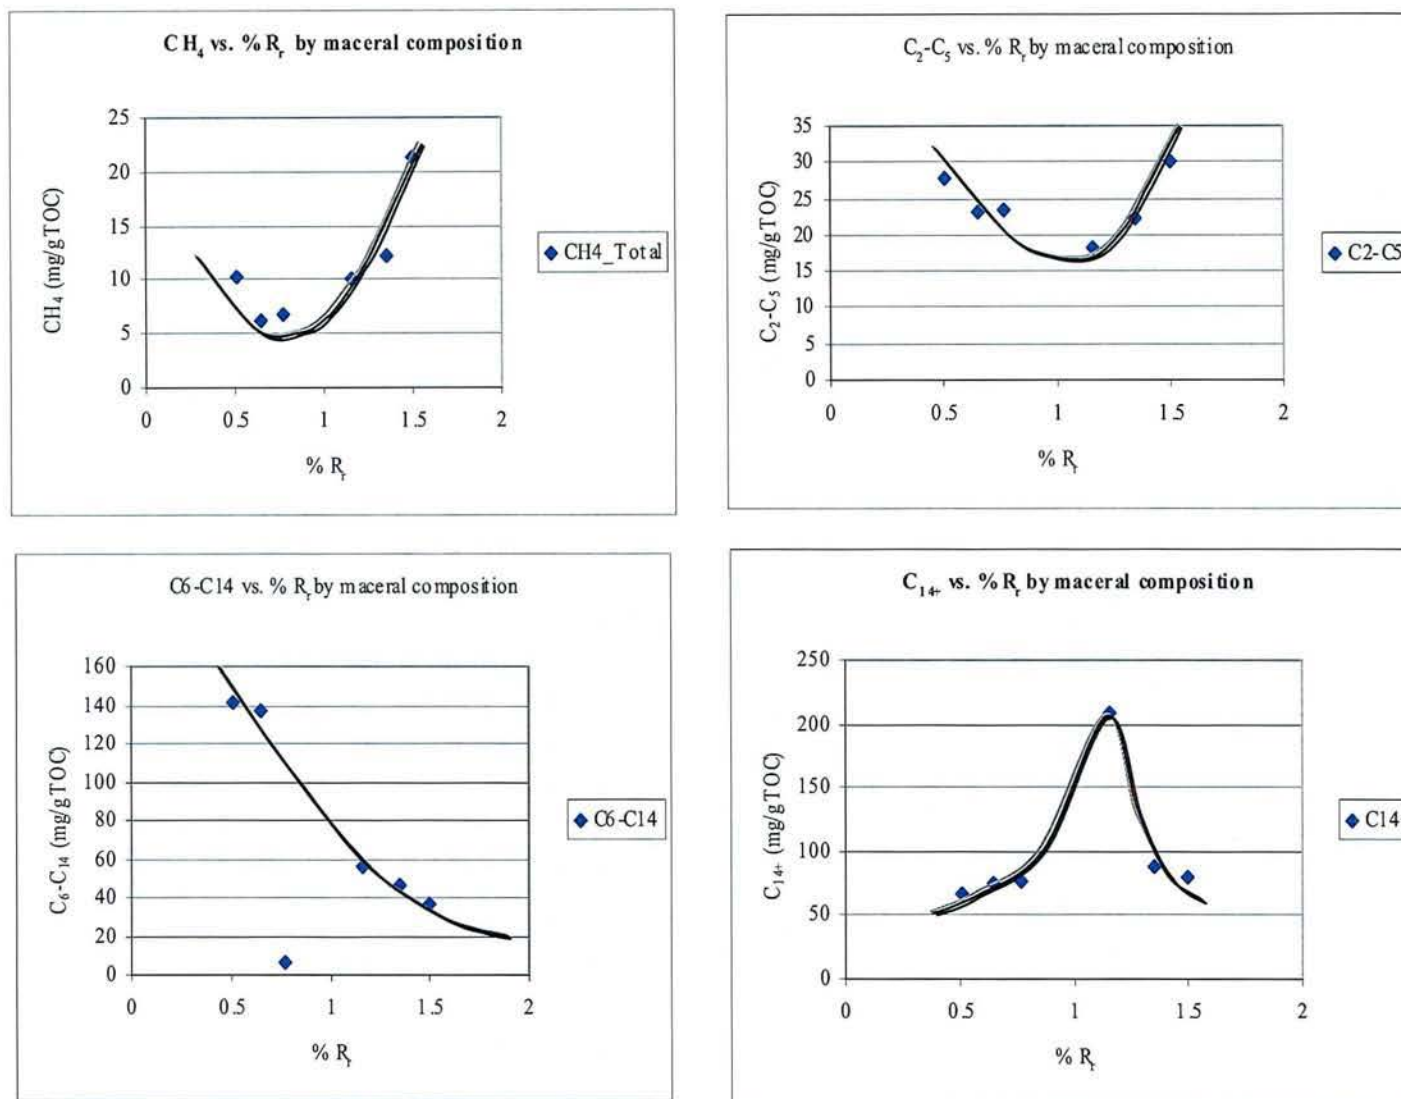 CH₄ vs. % Rᵣ by maceral composition
25
20
15
10
5
0
0 0.5 1 1.5 2
CH₄ (mg/gTOC)
% Rᵣ
CH4_Total
C₂-C₅ vs. % Rᵣ by maceral composition
35
30
25
20
15
10
5
0
0 0.5 1 1.5 2
C₂-C₅ (mg/gTOC)
% Rᵣ
C2-C5
C6-C14 vs. % Rᵣ by maceral composition
160
140
120
100
80
60
40
20
0
0 0.5 1 1.5 2
C₆-C₁₄ (mg/gTOC)
% Rᵣ
C6-C14
C₁₄₊ vs. % Rᵣ by maceral composition
250
200
150
100
50
0
0 0.5 1 1.5 2
C₁₄₊ (mg/gTOC)
% Rᵣ
C14